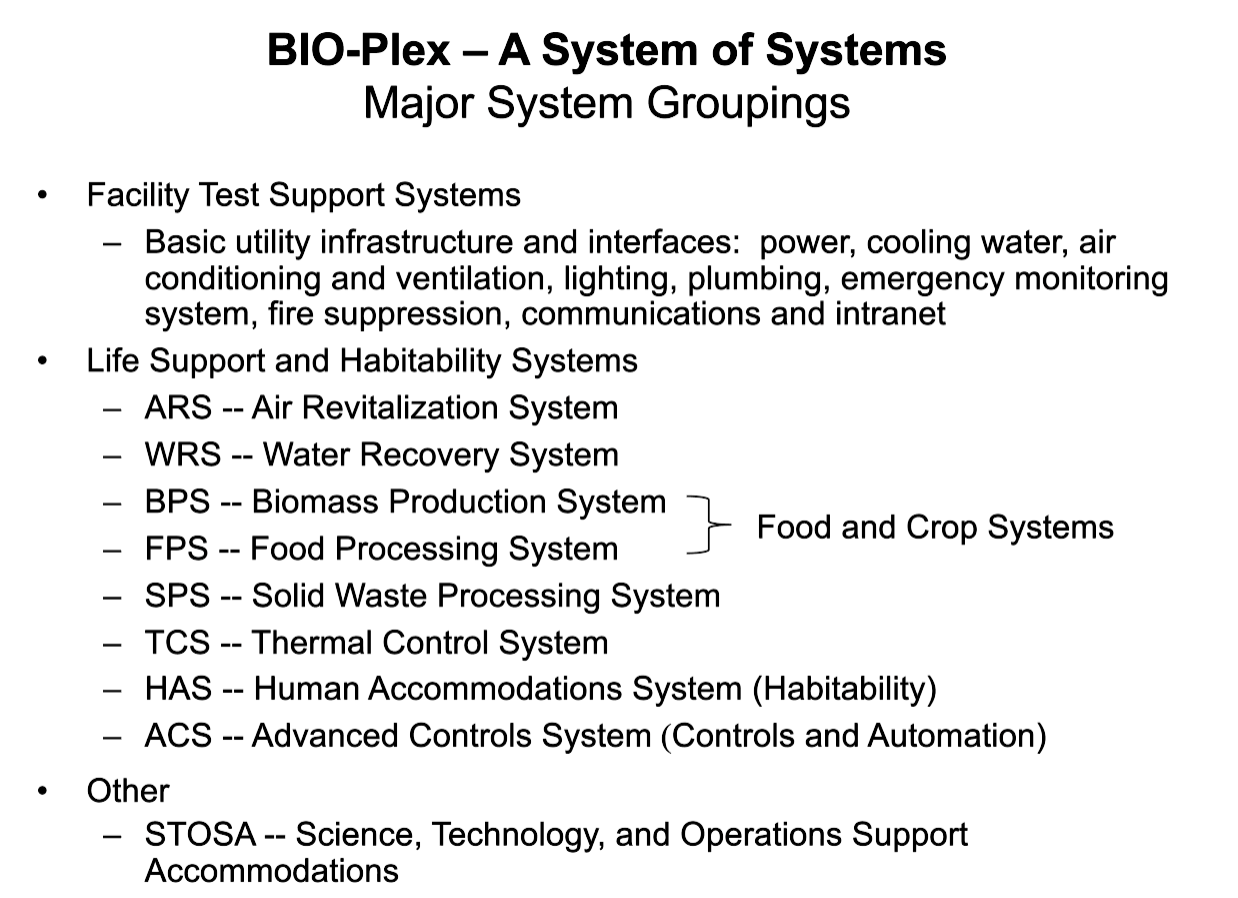 BIO-Plex – A System of Systems
Major System Groupings
• Facility Test Support Systems
– Basic utility infrastructure and interfaces:  power, cooling water, air
conditioning and ventilation, lighting, plumbing, emergency monitoring
system, fire suppression, communications and intranet
• Life Support and Habitability Systems
– ARS -- Air Revitalization System
– WRS -- Water Recovery System
– BPS -- Biomass Production System
– FPS -- Food Processing System
Food and Crop Systems
– SPS -- Solid Waste Processing System
– TCS -- Thermal Control System
– HAS -- Human Accommodations System (Habitability)
– ACS -- Advanced Controls System (Controls and Automation)
• Other
– STOSA -- Science, Technology, and Operations Support
Accommodations